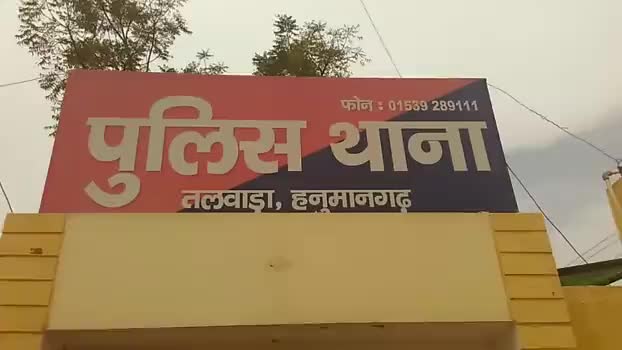 फोन : 01539 289111
पुलिस थाना
तलवाड़ा, हनुमानगढ़